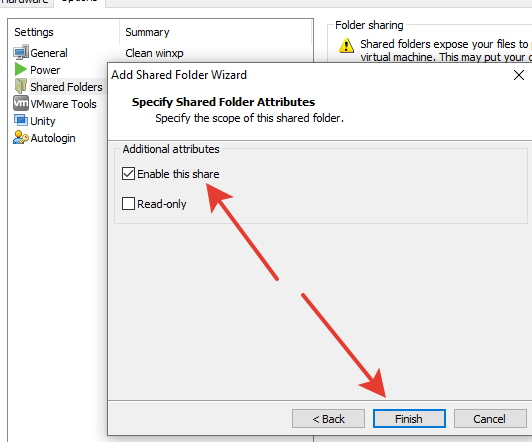 Hardware Options
Settings Summary
General Clean winxp
Power
Shared Folders
VMware Tools
Unity
Autologin
Folder sharing
Shared folders expose your files to
virtual machine. This may put your
Add Shared Folder Wizard
Specify Shared Folder Attributes
Specify the scope of this shared folder.
Additional attributes
Enable this share
Read-only
< Back Finish Cancel